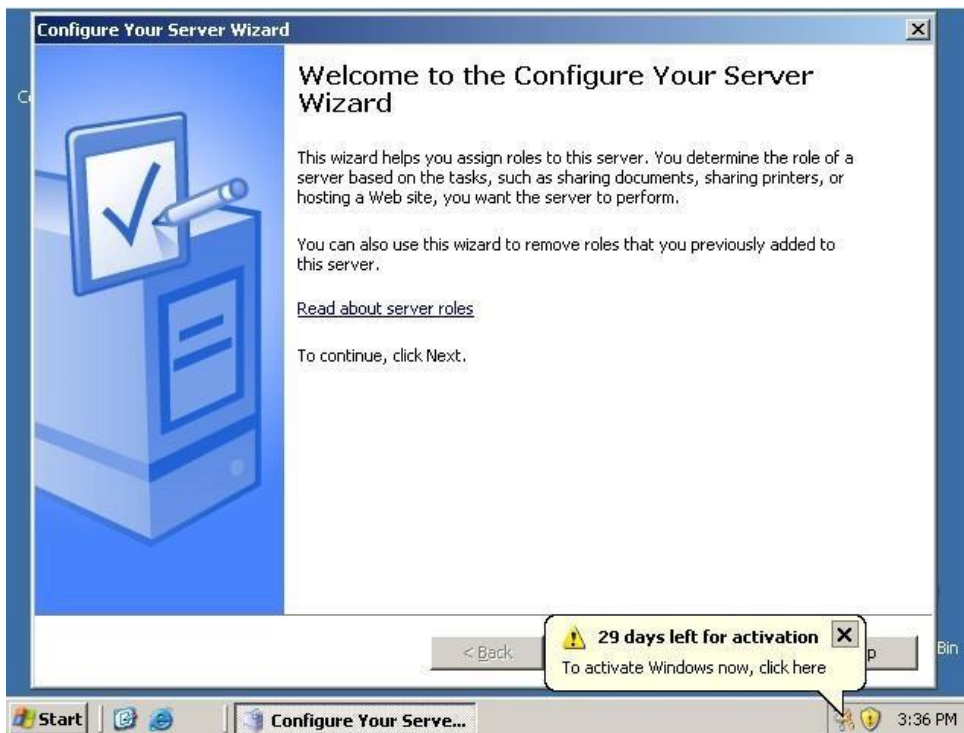 Configure Your Server Wizard
Welcome to the Configure Your Server
Wizard
This wizard helps you assign roles to this server. You determine the role of a
server based on the tasks, such as sharing documents, sharing printers, or
hosting a Web site, you want the server to perform.
You can also use this wizard to remove roles that you previously added to
this server.
Read about server roles
To continue, click Next.
< Back
29 days left for activation
To activate Windows now, click here
p
Bin
Start
Configure Your Serve...
3:36 PM